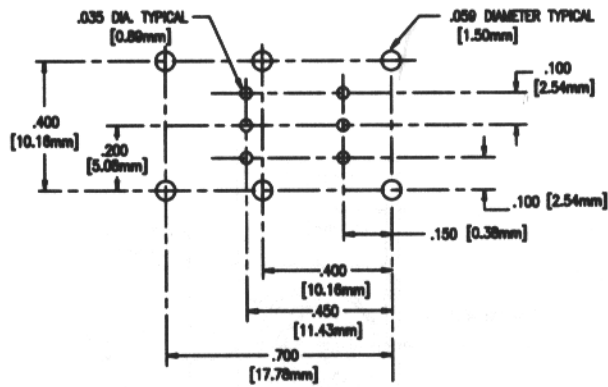 .035 DIA. TYPICAL
[0.89mm]
.059 DIAMETER TYPICAL
[1.50mm]
.100
[2.54mm]
.400
[10.16mm]
.200
[5.08mm]
.100 [2.54mm]
.150 [0.38mm]
.400
[10.16mm]
.450
[11.43mm]
.700
[17.78mm]